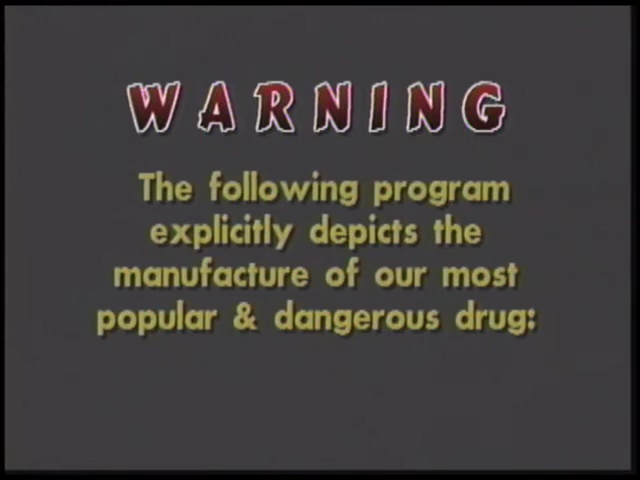 WARNING
The following program
explicitly depicts the
manufacture of our most
popular & dangerous drug: